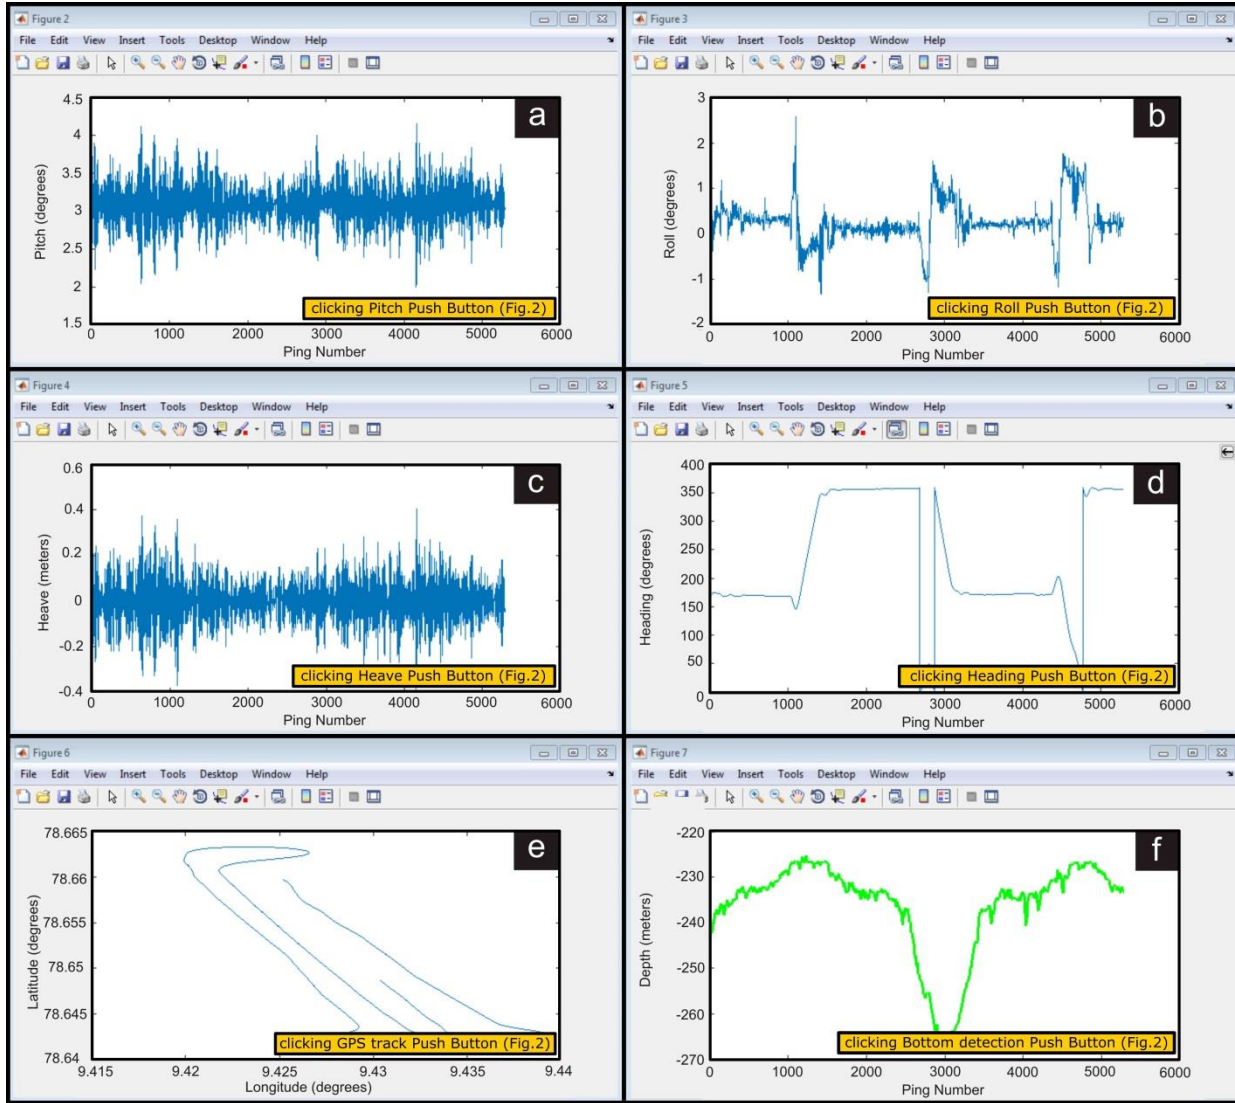 Figure 2
File Edit View Insert Tools Desktop Window Help
a
4.5
4
3.5
3
2.5
2
1.5
Pitch (degrees)
clicking Pitch Push Button (Fig.2)
0 1000 2000 3000 4000 5000 6000
Ping Number
Figure 3
File Edit View Insert Tools Desktop Window Help
b
3
2
1
0
-1
-2
Roll (degrees)
clicking Roll Push Button (Fig.2)
0 1000 2000 3000 4000 5000 6000
Ping Number
Figure 4
File Edit View Insert Tools Desktop Window Help
c
0.6
0.4
0.2
0
-0.2
-0.4
Heave (meters)
clicking Heave Push Button (Fig.2)
0 1000 2000 3000 4000 5000 6000
Ping Number
Figure 5
File Edit View Insert Tools Desktop Window Help
d
400
350
300
250
200
150
100
50
0
Heading (degrees)
clicking Heading Push Button (Fig.2)
0 1000 2000 3000 4000 5000 6000
Ping Number
Figure 6
File Edit View Insert Tools Desktop Window Help
e
78.665
78.66
78.655
78.65
78.645
78.64
Latitude (degrees)
clicking GPS track Push Button (Fig.2)
9.415 9.42 9.425 9.43 9.435 9.44
Longitude (degrees)
Figure 7
File Edit View Insert Tools Desktop Window Help
f
-220
-230
-240
-250
-260
-270
Depth (meters)
clicking Bottom detection Push Button (Fig.2)
0 1000 2000 3000 4000 5000 6000
Ping Number